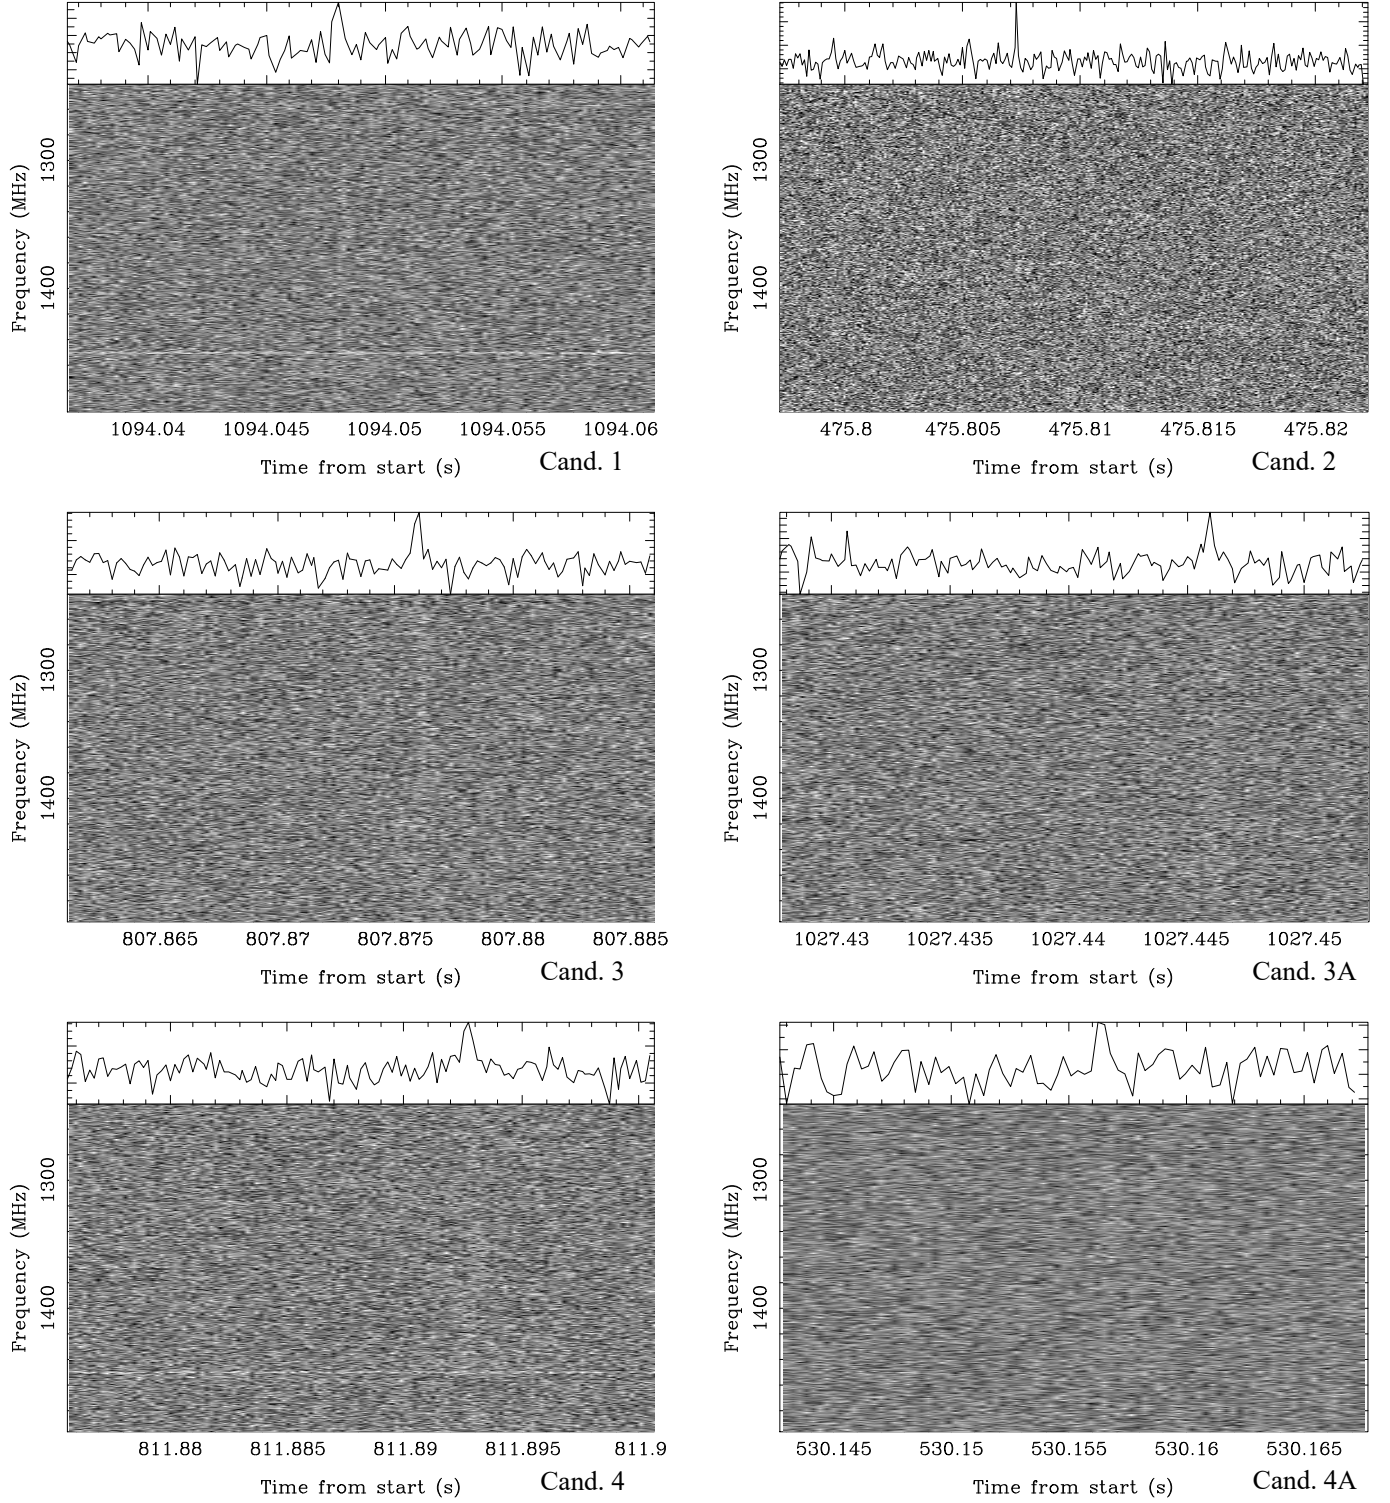 Frequency (MHz)
1300
1400
1094.04 1094.045 1094.05 1094.055 1094.06
Time from start (s)
Cand. 1
Frequency (MHz)
1300
1400
475.8 475.805 475.81 475.815 475.82
Time from start (s)
Cand. 2
Frequency (MHz)
1300
1400
807.865 807.87 807.875 807.88 807.885
Time from start (s)
Cand. 3
Frequency (MHz)
1300
1400
1027.43 1027.435 1027.44 1027.445 1027.45
Time from start (s)
Cand. 3A
Frequency (MHz)
1300
1400
811.88 811.885 811.89 811.895 811.9
Time from start (s)
Cand. 4
Frequency (MHz)
1300
1400
530.145 530.15 530.155 530.16 530.165
Time from start (s)
Cand. 4A